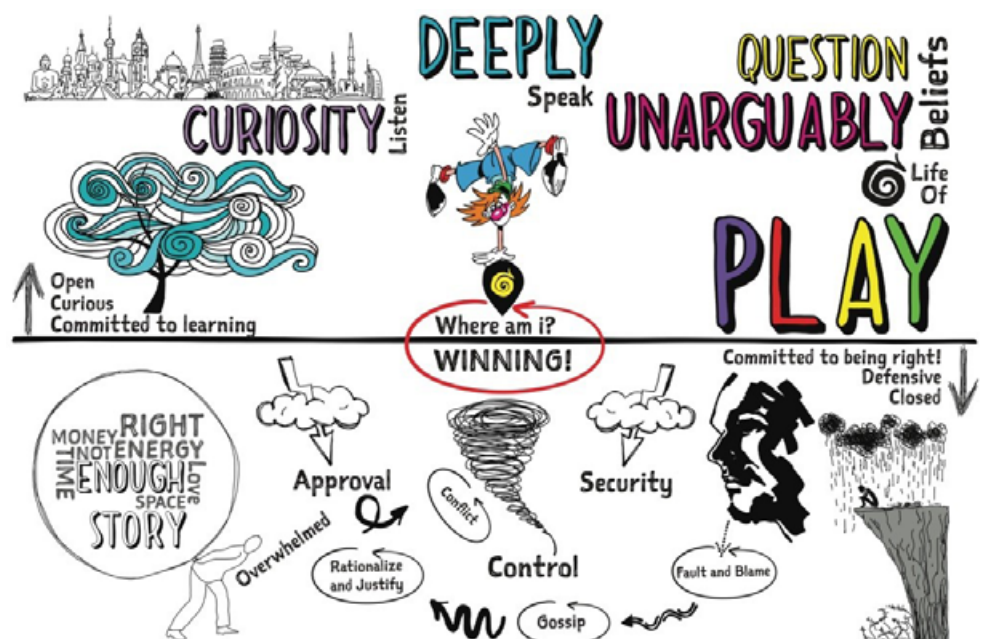 DEEPLY
Speak
CURIOSITY
Listen
QUESTION
UNARGUABLY
Beliefs
Life
Of
PLAY
Open
Curious
Committed to learning
Where am i?
WINNING!
Committed to being right!
Defensive
Closed
RIGHT
MONEY
NOT ENERGY
TIME
ENOUGH
Love
SPACE
STORY
Overwhelmed
Approval
Rationalize
and Justify
Conflict
Control
Gossip
Security
Fault and Blame